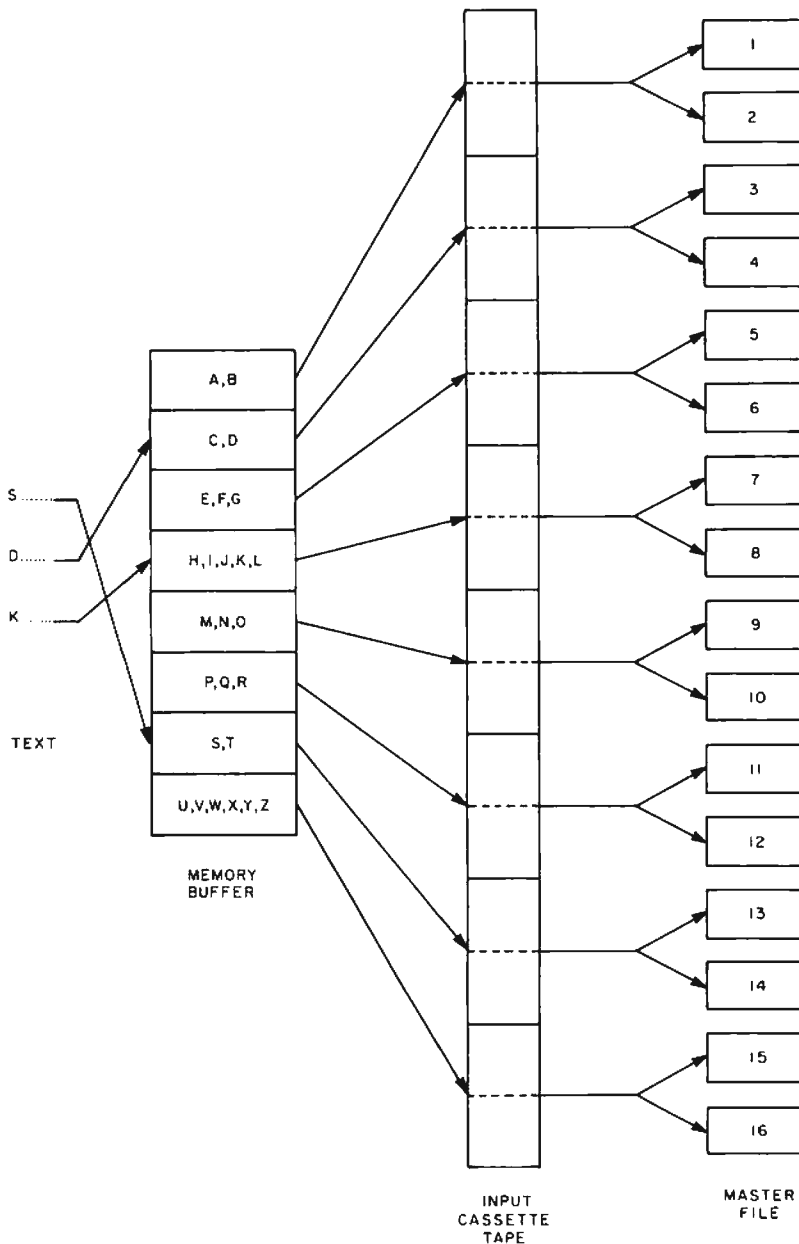 S......
D......
K......
TEXT
A,B
C,D
E,F,G
H,I,J,K,L
M,N,O
P,Q,R
S,T
U,V,W,X,Y,Z
MEMORY
BUFFER
INPUT
CASSETTE
TAPE
1
2
3
4
5
6
7
8
9
10
11
12
13
14
15
16
MASTER
FILE